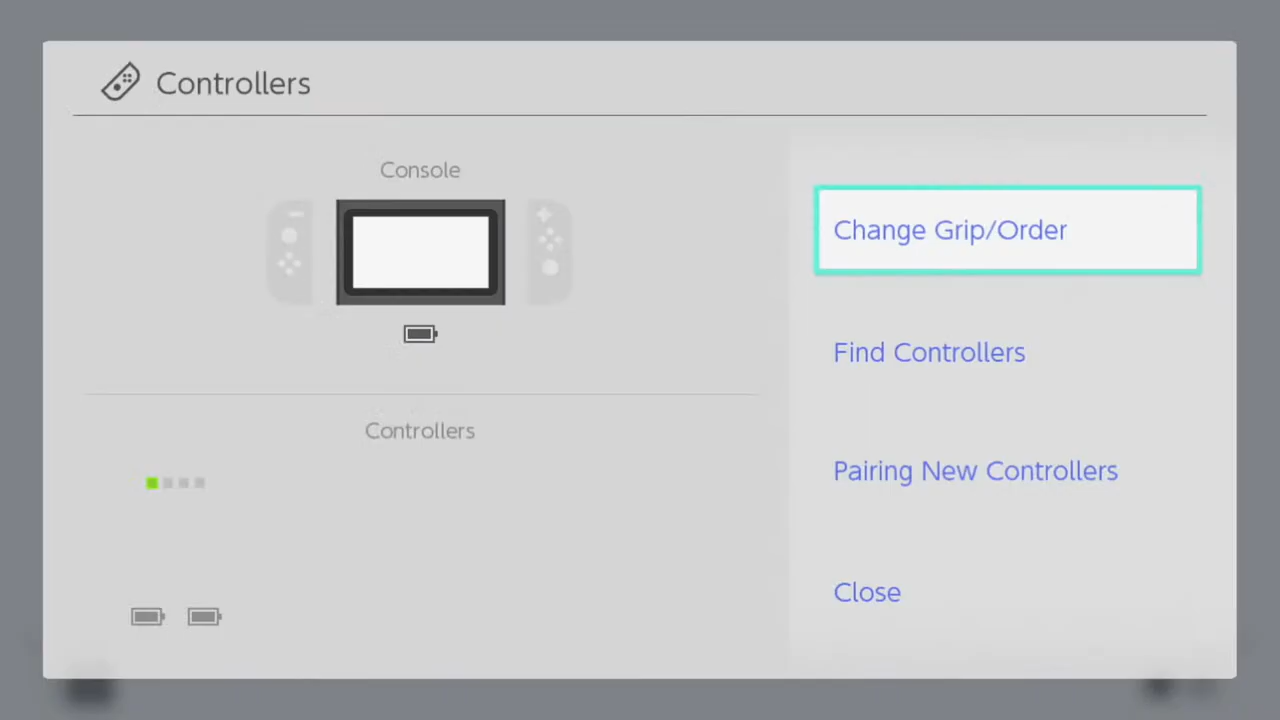 Controllers
Console
Controllers
Change Grip/Order
Find Controllers
Pairing New Controllers
Close